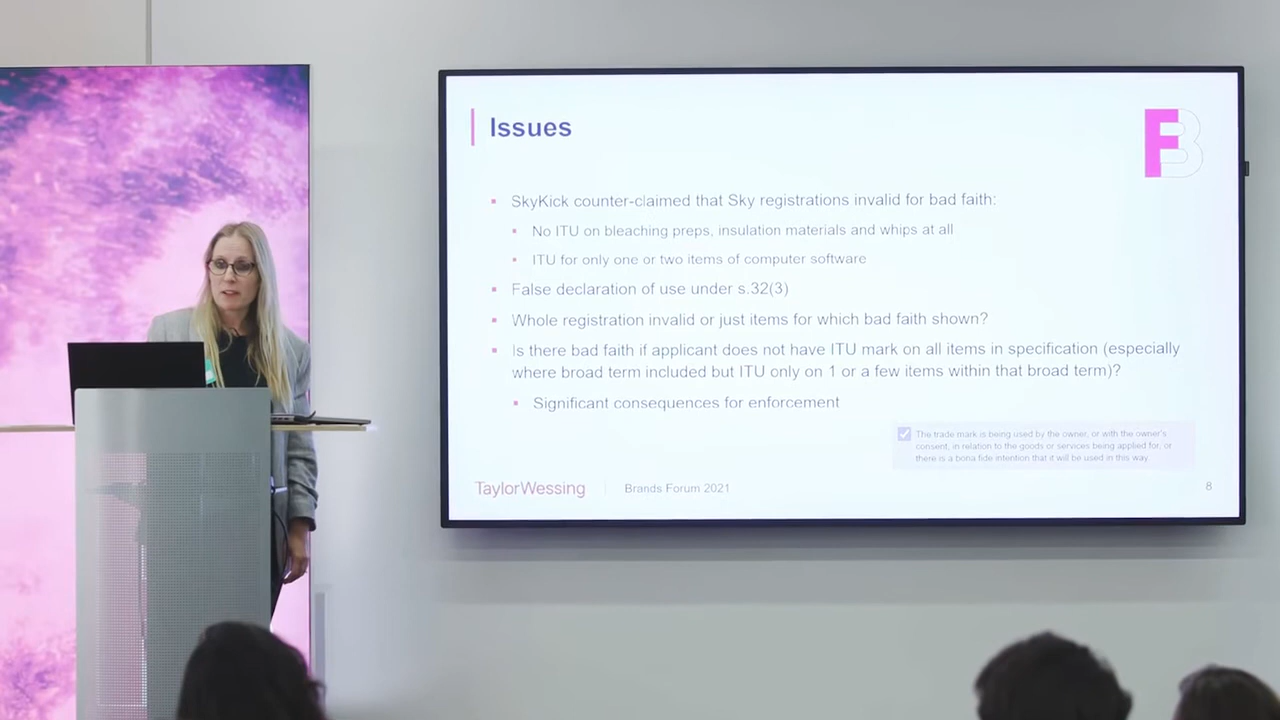 Issues
FB
SkyKick counter-claimed that Sky registrations invalid for bad faith:
No ITU on bleaching preps, insulation materials and whips at all
ITU for only one or two items of computer software
False declaration of use under s.32(3)
Whole registration invalid or just items for which bad faith shown?
Is there bad faith if applicant does not have ITU mark on all items in specification (especially
where broad term included but ITU only on 1 or a few items within that broad term)?
Significant consequences for enforcement
The trade mark is being used by the owner, or with the owner's
consent, in relation to the goods or services being applied for, or
there is a bona fide intention that it will be used in this way
TaylorWessing | Brands Forum 2021
8